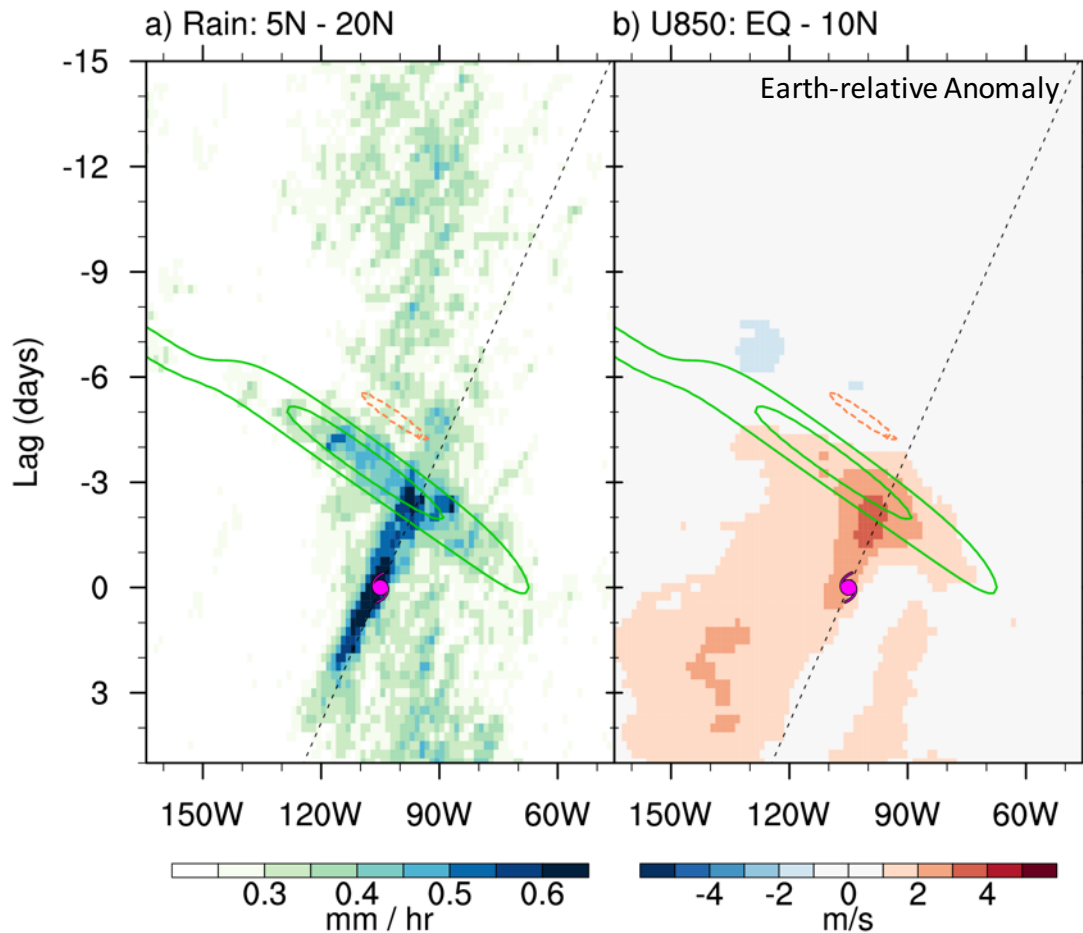 a) Rain: 5N - 20N
b) U850: EQ - 10N
Earth-relative Anomaly
Lag (days)
-15
-12
-9
-6
-3
0
3
150W 120W 90W 60W
150W 120W 90W 60W
0.3 0.4 0.5 0.6
mm / hr
-4 -2 0 2 4
m/s